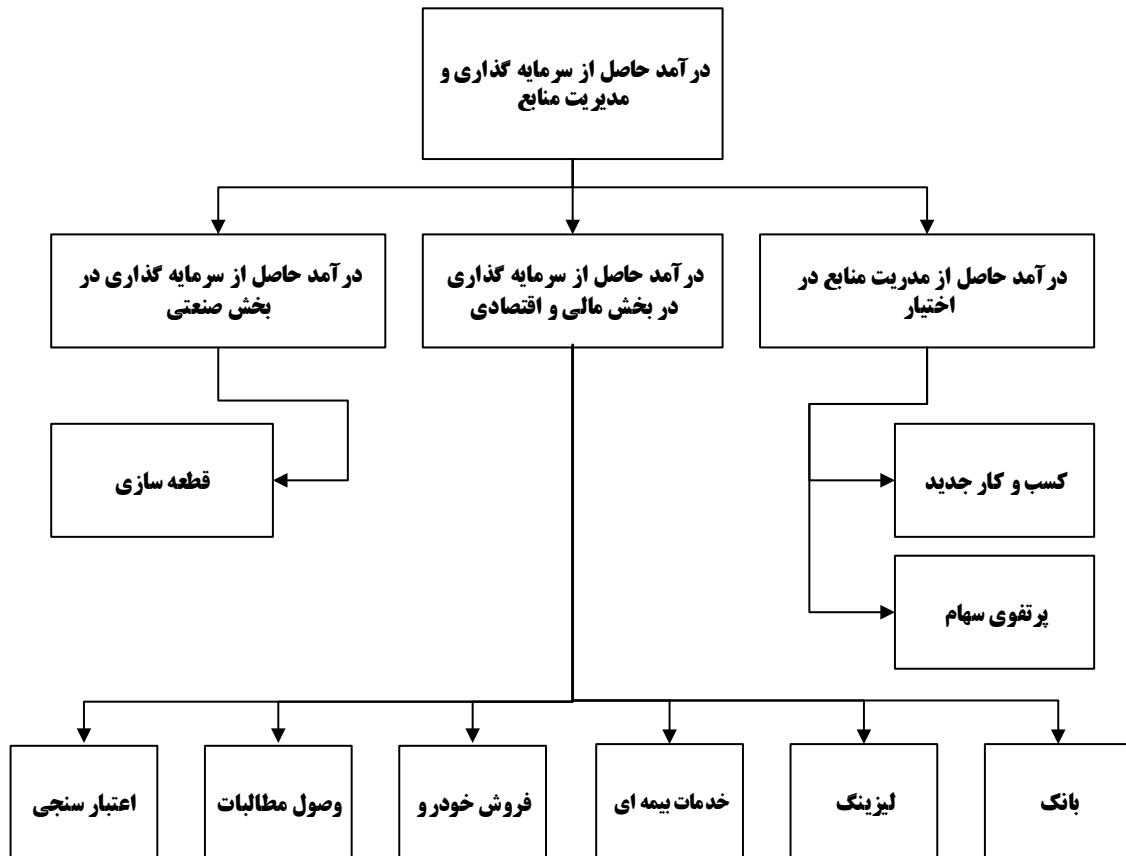 درآمد حاصل از سرمایه گذاری و
مدیریت منابع
درآمد حاصل از مدریت منابع در
اختیار
درآمد حاصل از سرمایه گذاری
در بخش مالی و اقتصادی
درآمد حاصل از سرمایه گذاری در
بخش صنعتی
کسب و کار جدید
قطعه سازی
پرتفوی سهام
بانک
لیزینگ
خدمات بیمه ای
فروش خودرو
وصول مطالبات
اعتبار سنجی